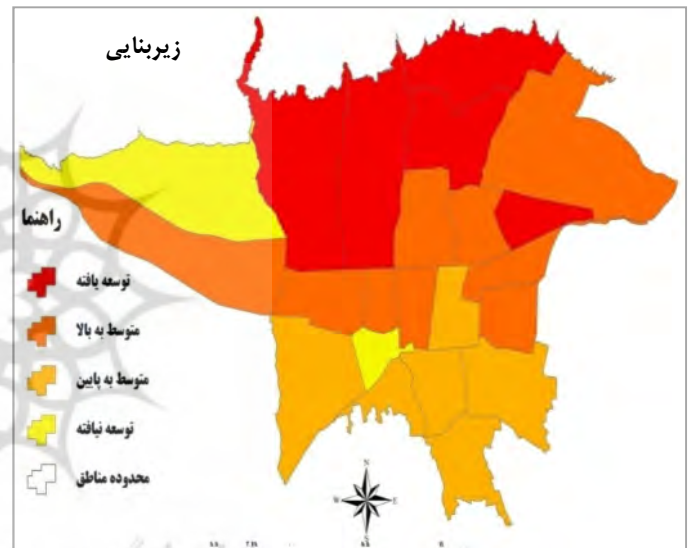 زیربنایی
راهنما
توسعه یافته
متوسط به بالا
متوسط به پایین
توسعه نیافته
محدوده مناطق
N
W E
S